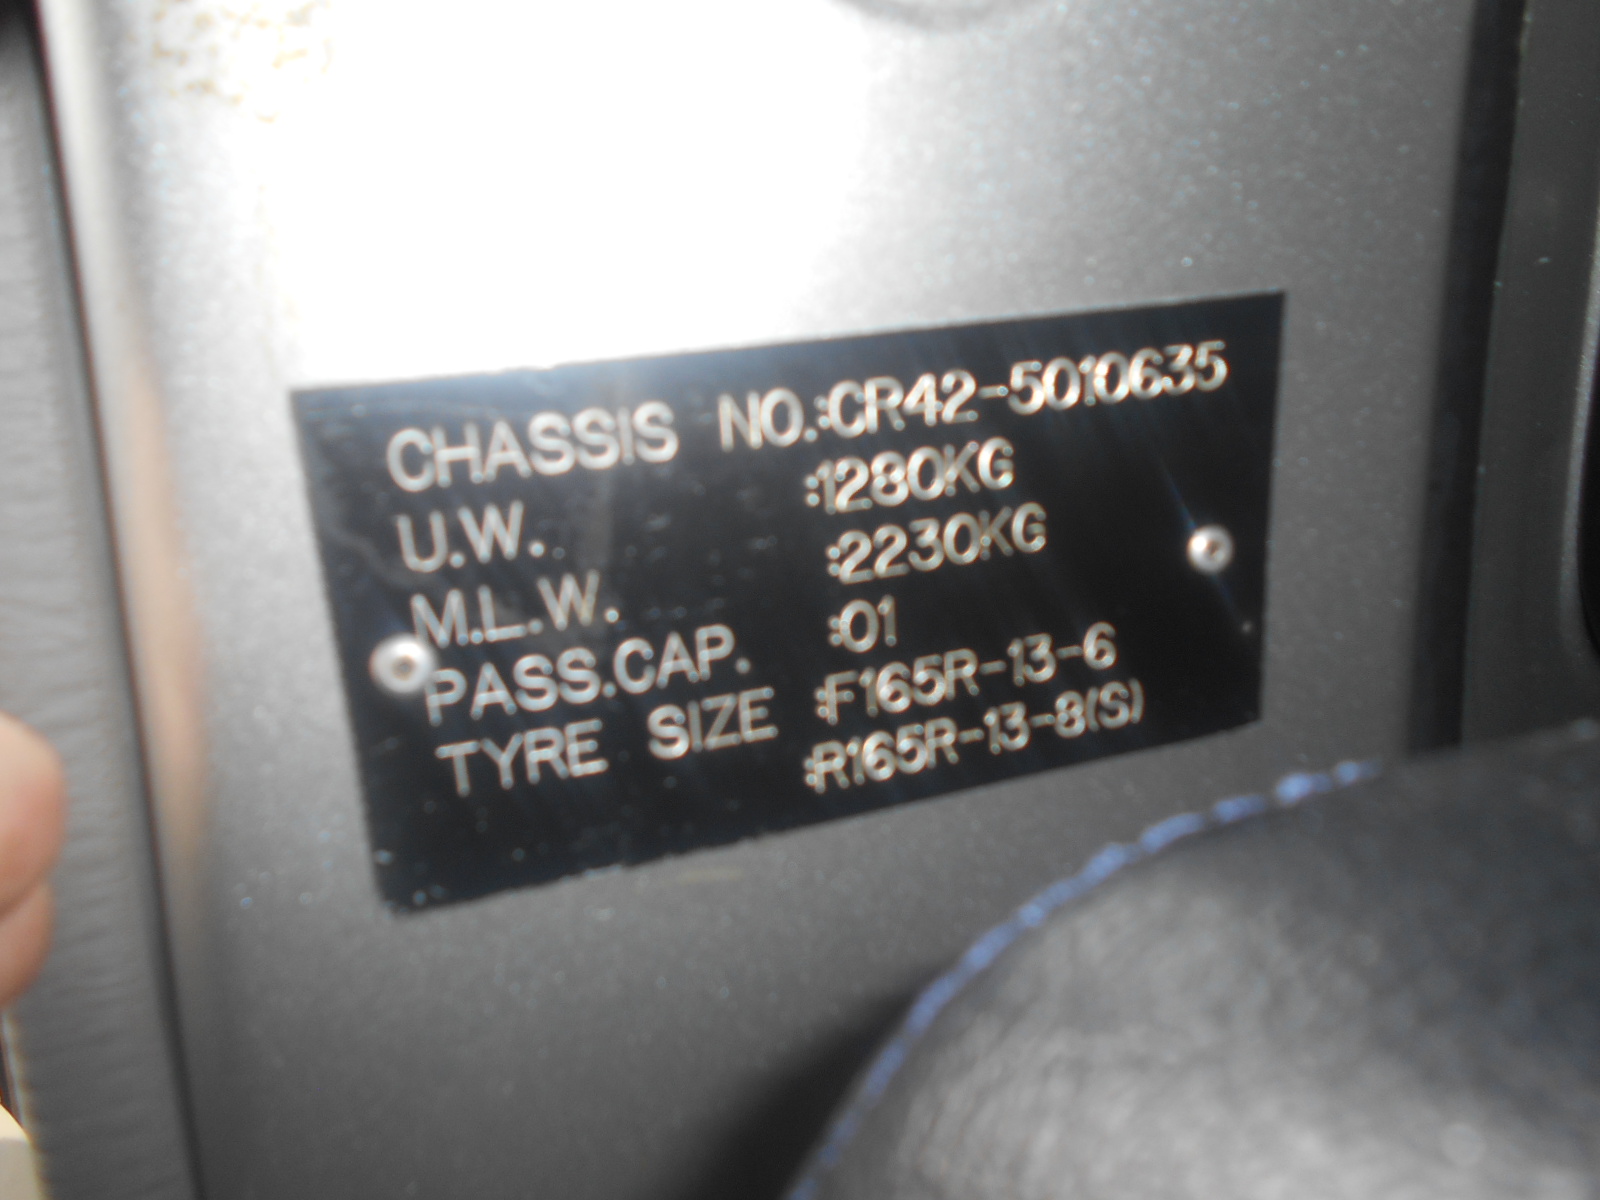 CHASSIS NO.:CR42-5010635
U.W. :1280KG
M.L.W. :2230KG
PASS.CAP. :01
TYRE SIZE :F165R-13-6
:R165R-13-8(S)